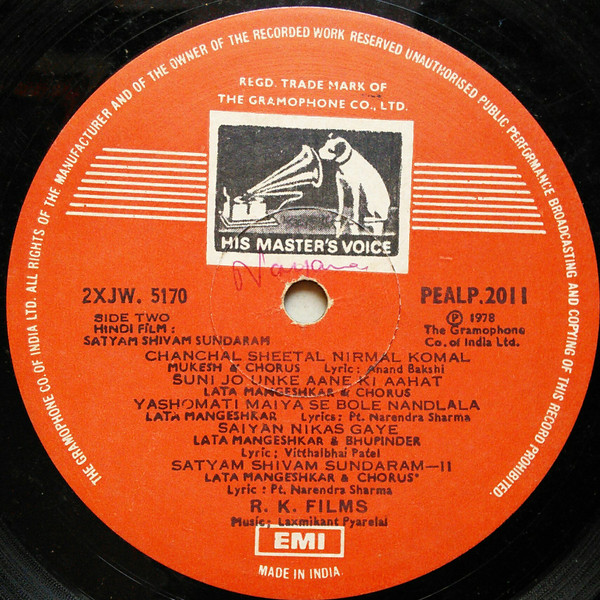 THE GRAMOPHONE CO. OF INDIA LTD. ALL RIGHTS OF THE MANUFACTURER AND OF THE OWNER OF THE RECORDED WORK RESERVED UNAUTHORISED PUBLIC PERFORMANCE BROADCASTING AND COPYING OF THIS RECORD PROHIBITED.
REGD. TRADE MARK OF
THE GRAMOPHONE CO., LTD.
HIS MASTER'S VOICE
2XJW. 5170
PEALP.2011
SIDE TWO
HINDI FILM :
SATYAM SHIVAM SUNDARAM
Ⓟ 1978
The Gramophone
Co. of India Ltd.
CHANCHAL SHEETAL NIRMAL KOMAL
MUKESH & CHORUS Lyric: Anand Bakshi
SUNI JO UNKE AANE KI AAHAT
LATA MANGESHKAR & CHORUS
YASHOMATI MAIYA SE BOLE NANDLALA
LATA MANGESHKAR Lyrics: Pt. Narendra Sharma
SAIYAN NIKAS GAYE
LATA MANGESHKAR & BHUPINDER
Lyric ; Vitthalbhai Patel
SATYAM SHIVAM SUNDARAM—II
LATA MANGESHKAR & CHORUS
Lyric : Pt. Narendra Sharma
R. K. FILMS
Music: Laxmikant Pyarelal
EMI
MADE IN INDIA